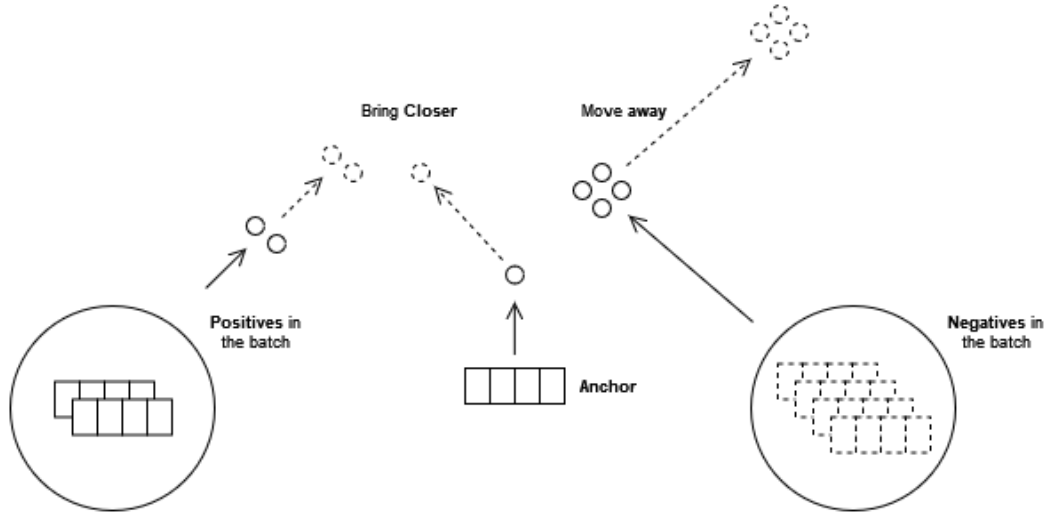 Bring Closer
Move away
Positives in
the batch
Anchor
Negatives in
the batch